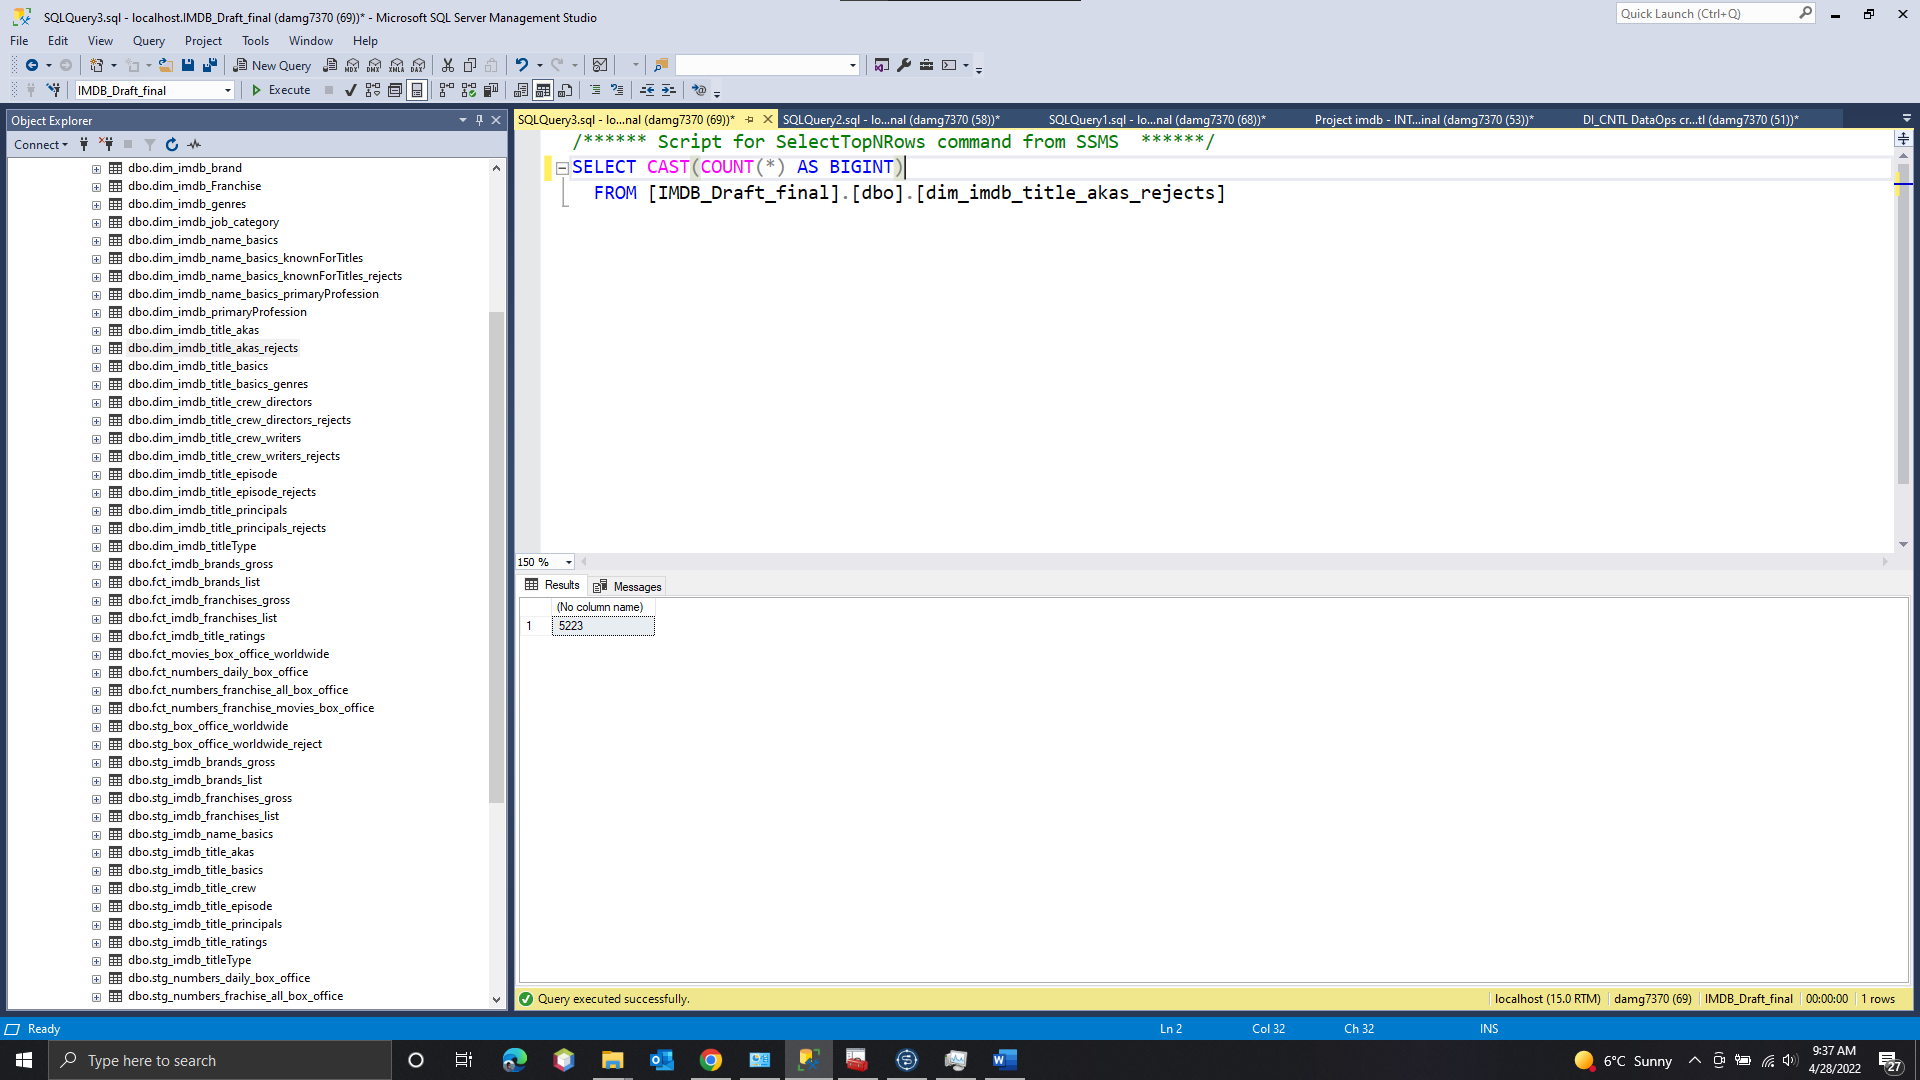 SQLQuery3.sql - localhost.IMDB_Draft_final (damg7370 (69))* - Microsoft SQL Server Management Studio
Quick Launch (Ctrl+Q)
File Edit View Query Project Tools Window Help
New Query
IMDB_Draft_final
Execute
Object Explorer
Connect
dbo.dim_imdb_brand
dbo.dim_imdb_Franchise
dbo.dim_imdb_genres
dbo.dim_imdb_job_category
dbo.dim_imdb_name_basics
dbo.dim_imdb_name_basics_knownForTitles
dbo.dim_imdb_name_basics_knownForTitles_rejects
dbo.dim_imdb_name_basics_primaryProfession
dbo.dim_imdb_primaryProfession
dbo.dim_imdb_title_akas
dbo.dim_imdb_title_akas_rejects
dbo.dim_imdb_title_basics
dbo.dim_imdb_title_basics_genres
dbo.dim_imdb_title_crew_directors
dbo.dim_imdb_title_crew_directors_rejects
dbo.dim_imdb_title_crew_writers
dbo.dim_imdb_title_crew_writers_rejects
dbo.dim_imdb_title_episode
dbo.dim_imdb_title_episode_rejects
dbo.dim_imdb_title_principals
dbo.dim_imdb_title_principals_rejects
dbo.dim_imdb_titleType
dbo.fct_imdb_brands_gross
dbo.fct_imdb_brands_list
dbo.fct_imdb_franchises_gross
dbo.fct_imdb_franchises_list
dbo.fct_imdb_title_ratings
dbo.fct_movies_box_office_worldwide
dbo.fct_numbers_daily_box_office
dbo.fct_numbers_franchise_all_box_office
dbo.fct_numbers_franchise_movies_box_office
dbo.stg_box_office_worldwide
dbo.stg_box_office_worldwide_reject
dbo.stg_imdb_brands_gross
dbo.stg_imdb_brands_list
dbo.stg_imdb_franchises_gross
dbo.stg_imdb_franchises_list
dbo.stg_imdb_name_basics
dbo.stg_imdb_title_akas
dbo.stg_imdb_title_basics
dbo.stg_imdb_title_crew
dbo.stg_imdb_title_episode
dbo.stg_imdb_title_principals
dbo.stg_imdb_title_ratings
dbo.stg_imdb_titleType
dbo.stg_numbers_daily_box_office
dbo.stg_numbers_frachise_all_box_office
SQLQuery3.sql - lo...nal (damg7370 (69))* SQLQuery2.sql - lo...nal (damg7370 (58))* SQLQuery1.sql - lo...nal (damg7370 (68))* Project imdb - INT...inal (damg7370 (53))* DI_CNTL DataOps cr...tl (damg7370 (51))*
/****** Script for SelectTopNRows command from SSMS ******/
SELECT CAST(COUNT(*) AS BIGINT)
FROM [IMDB_Draft_final].[dbo].[dim_imdb_title_akas_rejects]
150 %
Results Messages
(No column name)
1 5223
Query executed successfully. localhost (15.0 RTM) damg7370 (69) IMDB_Draft_final 00:00:00 1 rows
Ready Ln 2 Col 32 Ch 32 INS
Type here to search
6°C Sunny
9:37 AM
4/28/2022
27